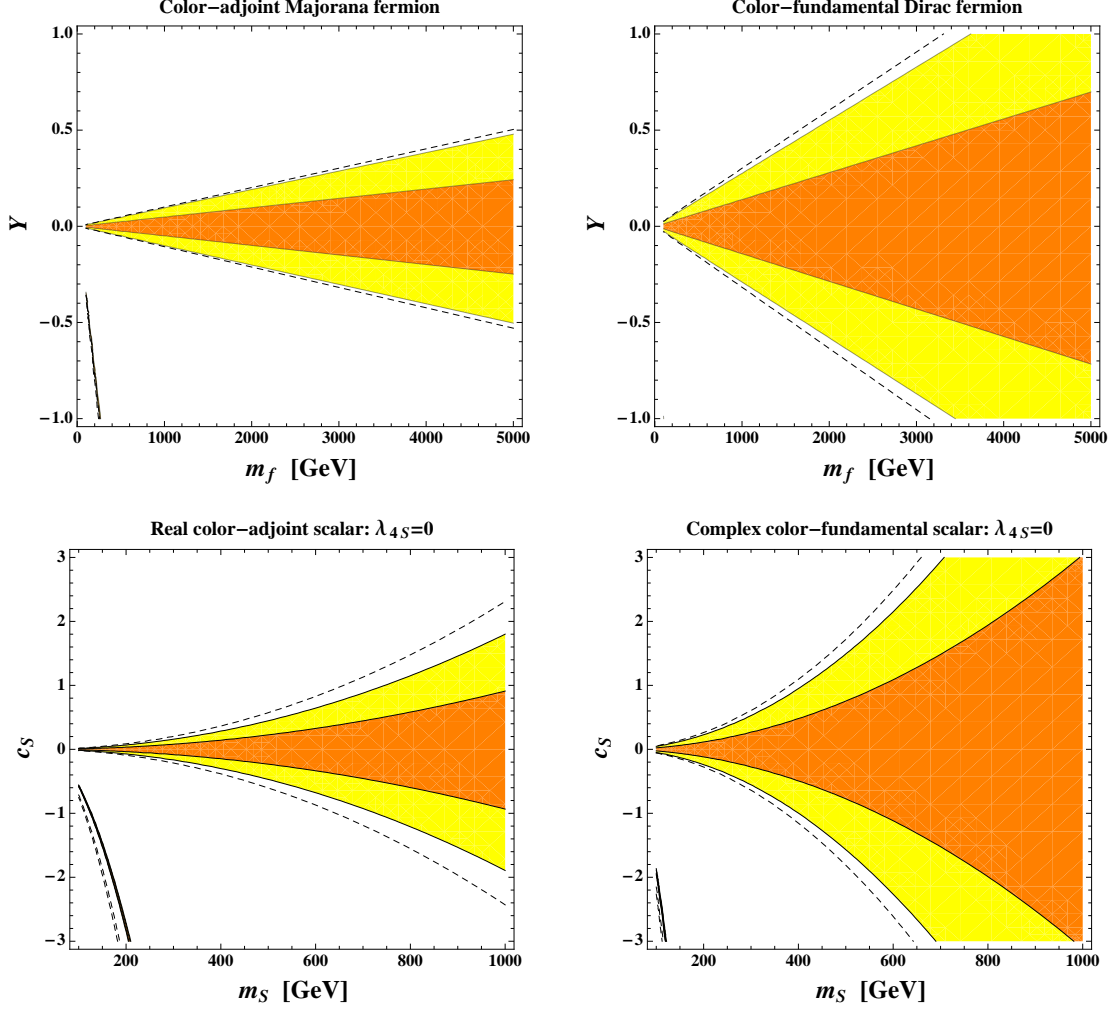 Color−adjoint Majorana fermion
1.0
0.5
0.0
−0.5
−1.0
Y
0 1000 2000 3000 4000 5000
m_f [GeV]
Color−fundamental Dirac fermion
1.0
0.5
0.0
−0.5
−1.0
Y
0 1000 2000 3000 4000 5000
m_f [GeV]
Real color−adjoint scalar: λ_4S=0
3
2
1
0
−1
−2
−3
c_S
200 400 600 800 1000
m_S [GeV]
Complex color−fundamental scalar: λ_4S=0
3
2
1
0
−1
−2
−3
c_S
200 400 600 800 1000
m_S [GeV]